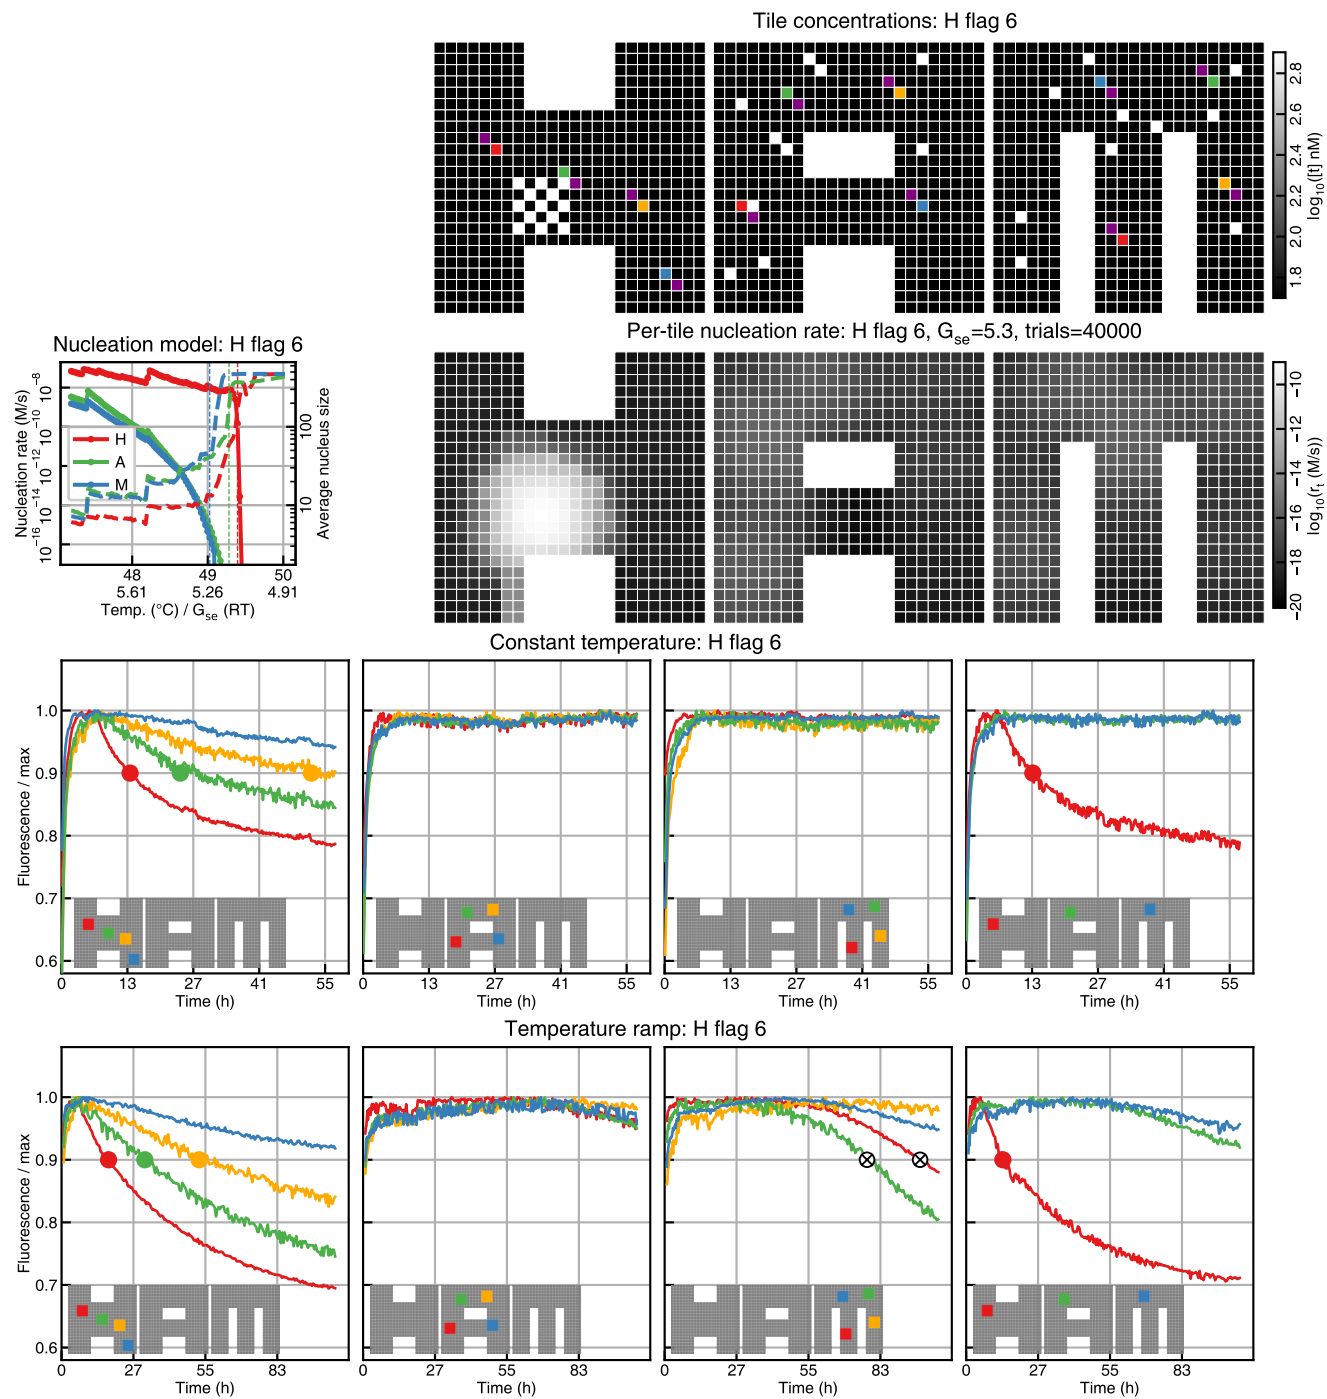 Tile concentrations: H flag 6
2.8
2.6
2.4
2.2
2.0
1.8
log10([t] nM)
Nucleation model: H flag 6
Nucleation rate (M/s)
10−8
10−10
10−12
10−14
10−16
H
A
M
100
10
Average nucleus size
48 49 50
5.61 5.26 4.91
Temp. (°C) / Gse (RT)
Per-tile nucleation rate: H flag 6, Gse=5.3, trials=40000
−10
−12
−14
−16
−18
−20
log10(rt (M/s))
Constant temperature: H flag 6
Fluorescence / max
1.0
0.9
0.8
0.7
0.6
0 13 27 41 55
Time (h)
0 13 27 41 55
Time (h)
0 13 27 41 55
Time (h)
0 13 27 41 55
Time (h)
Temperature ramp: H flag 6
Fluorescence / max
1.0
0.9
0.8
0.7
0.6
0 27 55 83
Time (h)
0 27 55 83
Time (h)
0 27 55 83
Time (h)
0 27 55 83
Time (h)